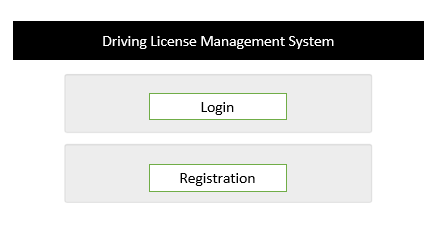 Driving License Management System
Login
Registration